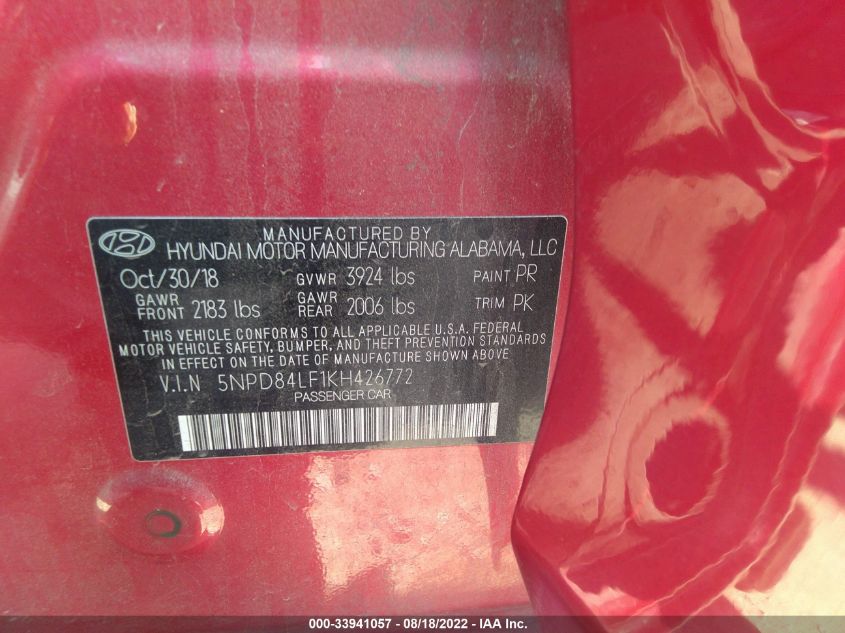 MANUFACTURED BY
HYUNDAI MOTOR MANUFACTURING ALABAMA, LLC
Oct/30/18 GVWR 3924 lbs PAINT PR
GAWR FRONT 2183 lbs GAWR REAR 2006 lbs TRIM PK
THIS VEHICLE CONFORMS TO ALL APPLICABLE U.S.A. FEDERAL
MOTOR VEHICLE SAFETY, BUMPER, AND THEFT PREVENTION STANDARDS
IN EFFECT ON THE DATE OF MANUFACTURE
V.I.N 5NPD84LF1KH426772
PASSENGER CAR
000-33941057 - 08/18/2022 - © IAA Inc.